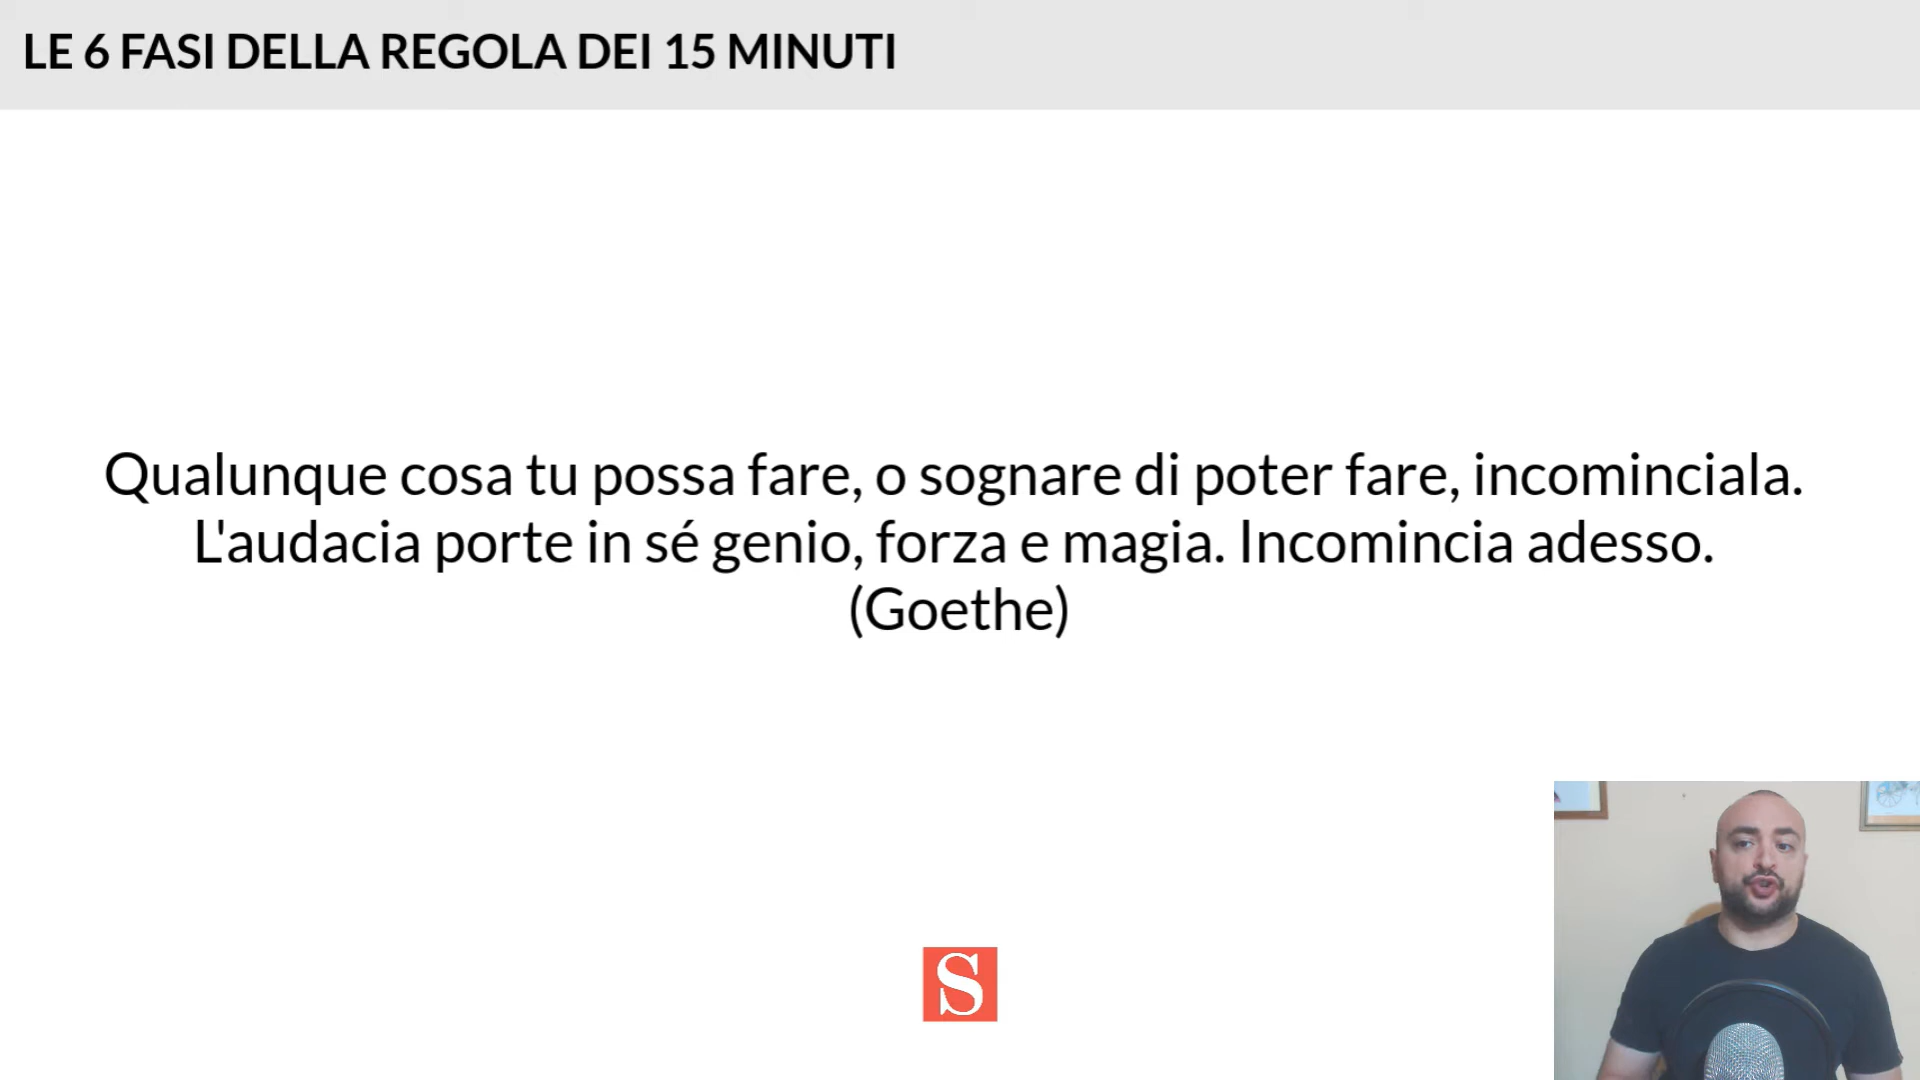 LE 6 FASI DELLA REGOLA DEI 15 MINUTI
Qualunque cosa tu possa fare, o sognare di poter fare, incominciala.
L'audacia porte in sé genio, forza e magia. Incomincia adesso.
(Goethe)
S